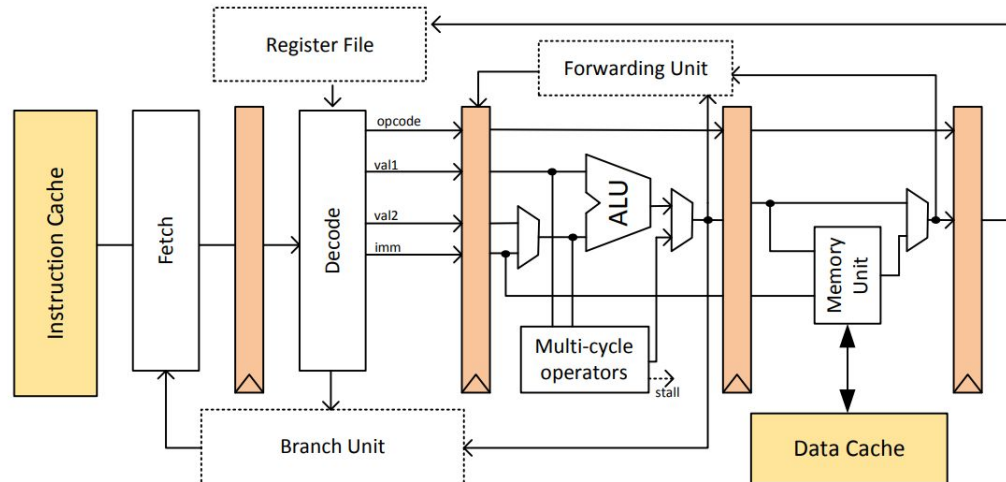 Register File
Forwarding Unit
Instruction Cache
Fetch
Decode
opcode
val1
val2
imm
ALU
Multi-cycle
operators
stall
Memory
Unit
Branch Unit
Data Cache